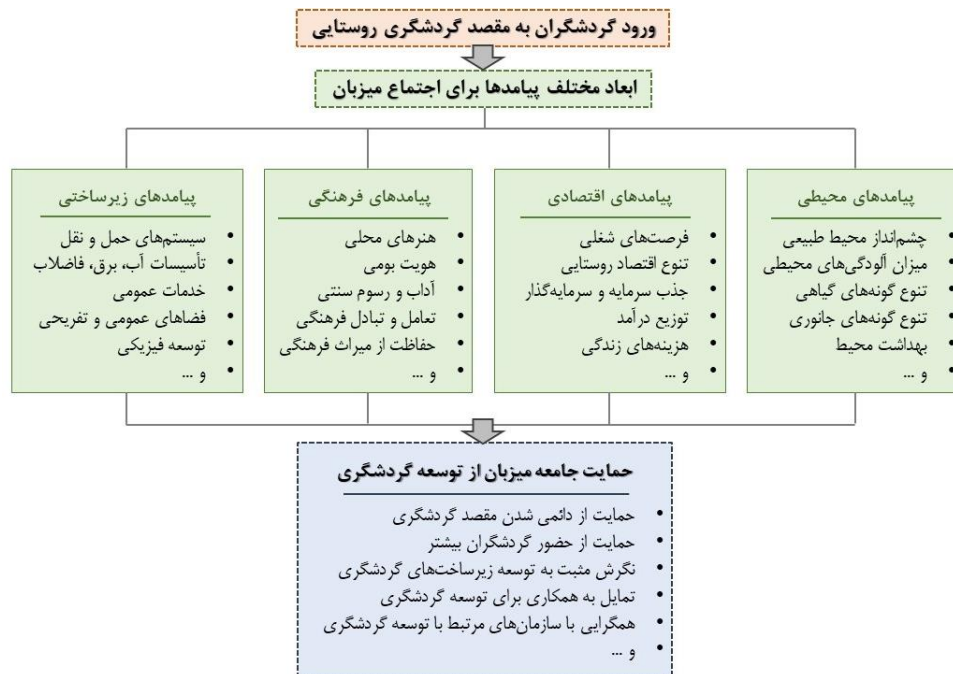 ورود گردشگران به مقصد گردشگری روستایی
ابعاد مختلف پیامدها برای اجتماع میزبان
پیامدهای محیطی
• چشم‌انداز محیط طبیعی
• میزان آلودگی‌های محیطی
• تنوع گونه‌های گیاهی
• تنوع گونه‌های جانوری
• بهداشت محیط
• و ...
پیامدهای اقتصادی
• فرصت‌های شغلی
• تنوع اقتصاد روستایی
• جذب سرمایه و سرمایه‌گذار
• توزیع درآمد
• هزینه‌های زندگی
• و ...
پیامدهای فرهنگی
• هنرهای محلی
• هویت بومی
• آداب و رسوم سنتی
• تعامل و تبادل فرهنگی
• حفاظت از میراث فرهنگی
• و ...
پیامدهای زیرساختی
• سیستم‌های حمل و نقل
• تأسیسات آب، برق، فاضلاب
• خدمات عمومی
• فضاهای عمومی و تفریحی
• توسعه فیزیکی
• و ...
حمایت جامعه میزبان از توسعه گردشگری
• حمایت از دائمی شدن مقصد گردشگری
• حمایت از حضور گردشگران بیشتر
• نگرش مثبت به توسعه زیرساخت‌های گردشگری
• تمایل به همکاری برای توسعه گردشگری
• همگرایی با سازمان‌های مرتبط با توسعه گردشگری
• و ...